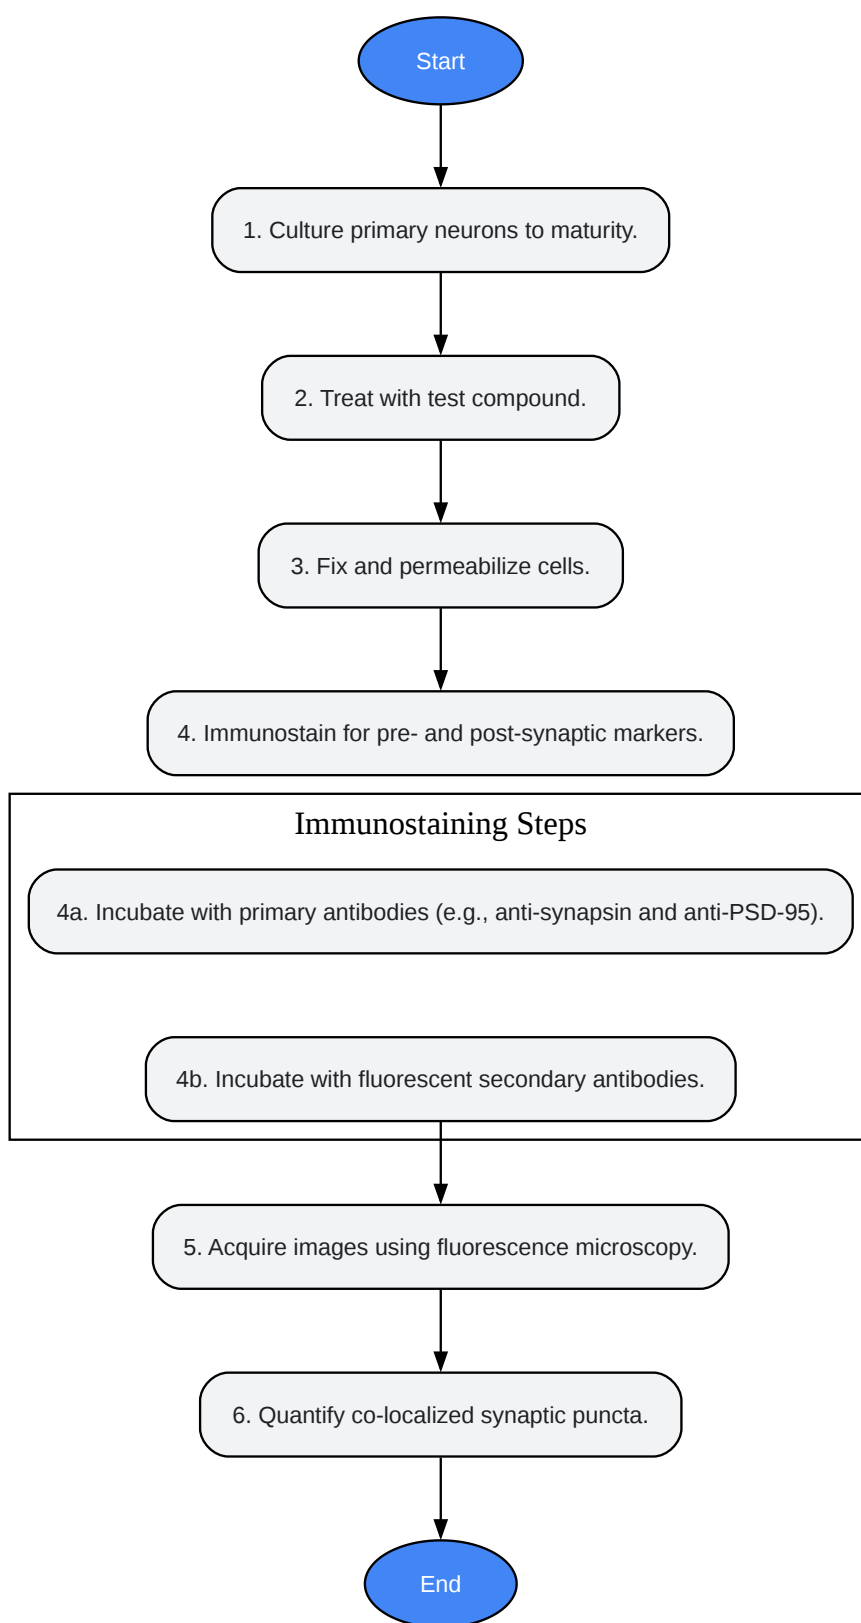 Start
1. Culture primary neurons to maturity.
2. Treat with test compound.
3. Fix and permeabilize cells.
4. Immunostain for pre- and post-synaptic markers.
Immunostaining Steps
4a. Incubate with primary antibodies (e.g., anti-synapsin and anti-PSD-95).
4b. Incubate with fluorescent secondary antibodies.
5. Acquire images using fluorescence microscopy.
6. Quantify co-localized synaptic puncta.
End